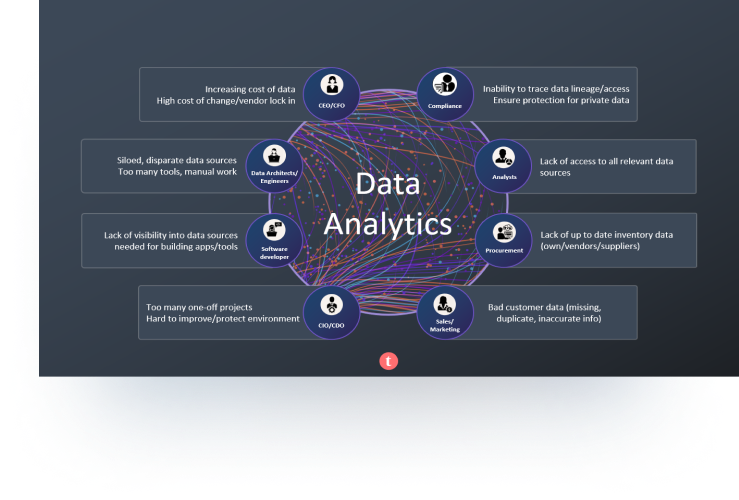 Increasing cost of data
High cost of change/vendor lock in
CEO/CFO
Compliance
Inability to trace data lineage/access
Ensure protection for private data
Siloed, disparate data sources
Too many tools, manual work
Data Architects/
Engineers
Analysts
Lack of access to all relevant data
sources
Data
Analytics
Lack of visibility into data sources
needed for building apps/tools
Software
developer
Procurement
Lack of up to date inventory data
(own/vendors/suppliers)
Too many one-off projects
Hard to improve/protect environment
CIO/CDO
Sales/
Marketing
Bad customer data (missing,
duplicate, inaccurate info)
t